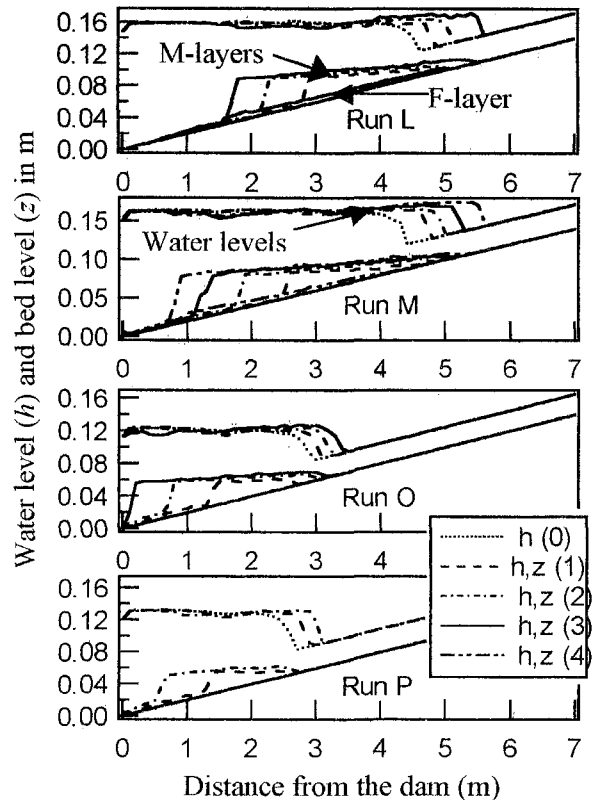 Water level (h) and bed level (z) in m
0.16
0.12
0.08
0.04
0.00
M-layers
F-layer
Run L
0 1 2 3 4 5 6 7
0.15
0.10
0.05
0.00
Water levels
Run M
0 1 2 3 4 5 6 7
0.16
0.12
0.08
0.04
0.00
Run O
0 1 2 3 4
h (0)
h,z (1)
h,z (2)
h,z (3)
h,z (4)
0.16
0.12
0.08
0.04
0.00
Run P
0 1 2 3 4 5 6 7
Distance from the dam (m)